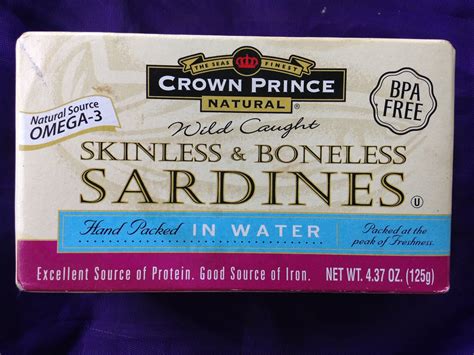 THE SEAS FINEST
CROWN PRINCE
NATURAL®
BPA
FREE
Natural Source
OMEGA-3
Wild Caught
SKINLESS & BONELESS
SARDINES
U
Hand Packed IN WATER
Packed at the
peak of Freshness.
Excellent Source of Protein. Good Source of Iron. NET WT. 4.37 OZ. (125g)